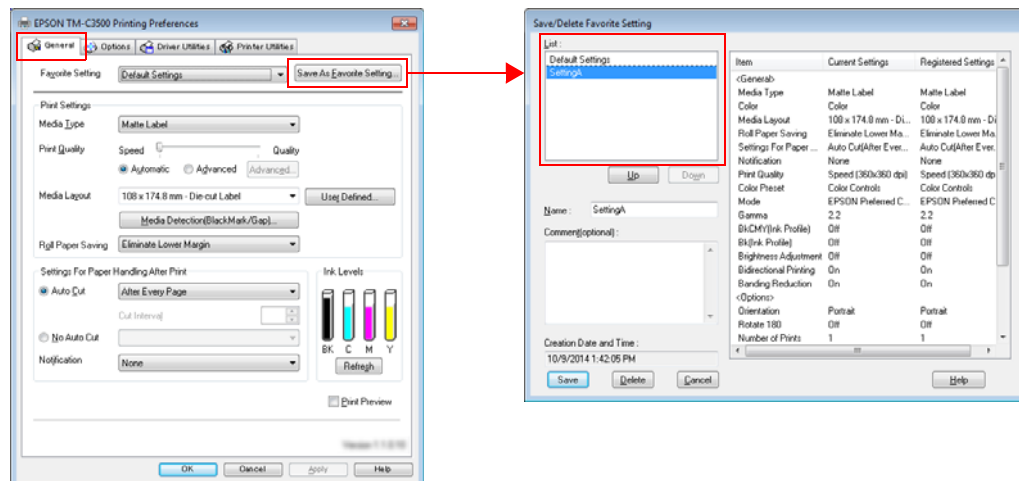 EPSON TM-C3500 Printing Preferences
General
Options
Driver Utilities
Printer Utilities
Favorite Setting
Default Settings
Save As Favorite Setting...
Print Settings
Media Type
Matte Label
Print Quality
Speed
Quality
Automatic
Advanced
Advanced...
Media Layout
108 x 174.8 mm - Die-cut Label
User Defined...
Media Detection(BlackMark/Gap)...
Roll Paper Saving
Eliminate Lower Margin
Settings For Paper Handling After Print
Auto Cut
After Every Page
Cut Interval
No Auto Cut
Notification
None
Ink Levels
BK C M Y
Refresh
Print Preview
OK
Cancel
Apply
Help
Save/Delete Favorite Setting
List :
Default Settings
SettingA
Up
Down
Name :
SettingA
Comment(optional) :
Creation Date and Time :
10/9/2014 1:42:05 PM
Save
Delete
Cancel
Item Current Settings Registered Settings
<General>
Media Type Matte Label Matte Label
Color Color Color
Media Layout 108 x 174.8 mm - Di... 108 x 174.8 mm - Di
Roll Paper Saving Eliminate Lower Ma... Eliminate Lower Ma
Settings For Paper ... Auto Cut(After Ever... Auto Cut(After Ever.
Notification None None
Print Quality Speed (360x360 dpi) Speed (360x360 dp
Color Preset Color Controls Color Controls
Mode EPSON Preferred C... EPSON Preferred C
Gamma 2.2 2.2
BkCMY(Ink Profile) Off Off
Bk(Ink Profile) Off Off
Brightness Adjustment Off Off
Bidirectional Printing On On
Banding Reduction On On
<Options>
Orientation Portrait Portrait
Rotate 180 Off Off
Number of Prints 1 1
Help